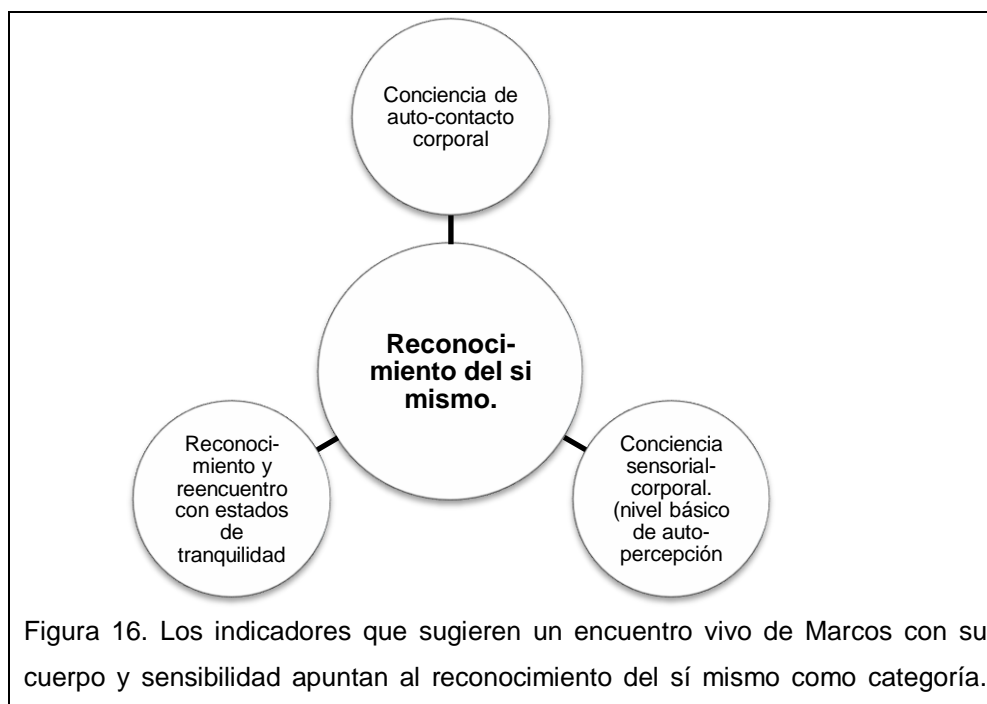 Conciencia de
auto-contacto
corporal
Reconoci-
miento del si
mismo.
Reconoci-
miento y
reencuentro
con estados
de
tranquilidad
Conciencia
sensorial-
corporal.
(nivel básico
de auto-
percepción
Figura 16. Los indicadores que sugieren un encuentro vivo de Marcos con su
cuerpo y sensibilidad apuntan al reconocimiento del sí mismo como categoría.